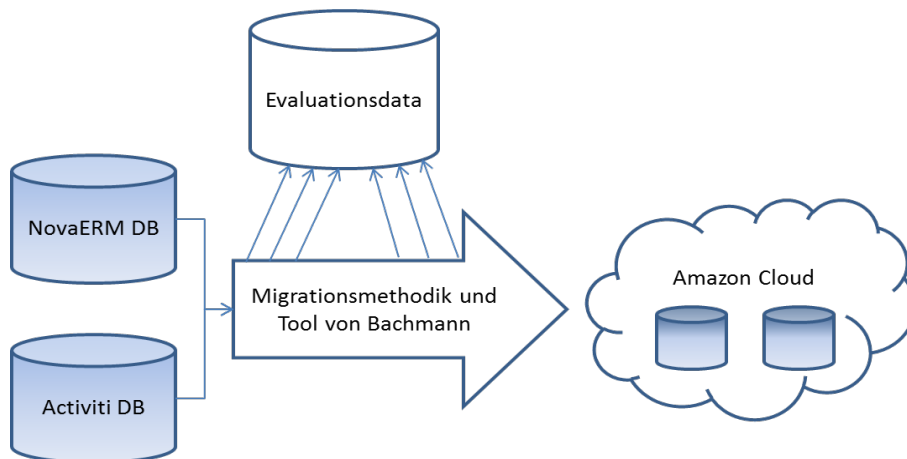 Evaluationsdata
NovaERM DB
Migrationsmethodik und
Tool von Bachmann
Amazon Cloud
Activiti DB